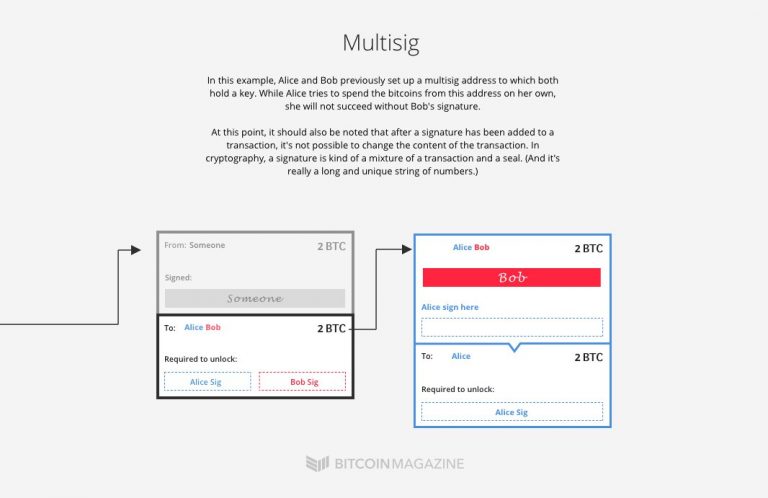 Multisig
In this example, Alice and Bob previously set up a multisig address to which both
hold a key. While Alice tries to spend the bitcoins from this address on her own,
she will not succeed without Bob's signature.
At this point, it should also be noted that after a signature has been added to a
transaction, it's not possible to change the content of the transaction. In
cryptography, a signature is kind of a mixture of a transaction and a seal. (And it's
really a long and unique string of numbers.)
From: Someone 2 BTC
Signed:
Someone
To: Alice Bob 2 BTC
Required to unlock:
Alice Sig Bob Sig
Alice Bob 2 BTC
Bob
Alice sign here
To: Alice 2 BTC
Required to unlock:
Alice Sig
BITCOINMAGAZINE